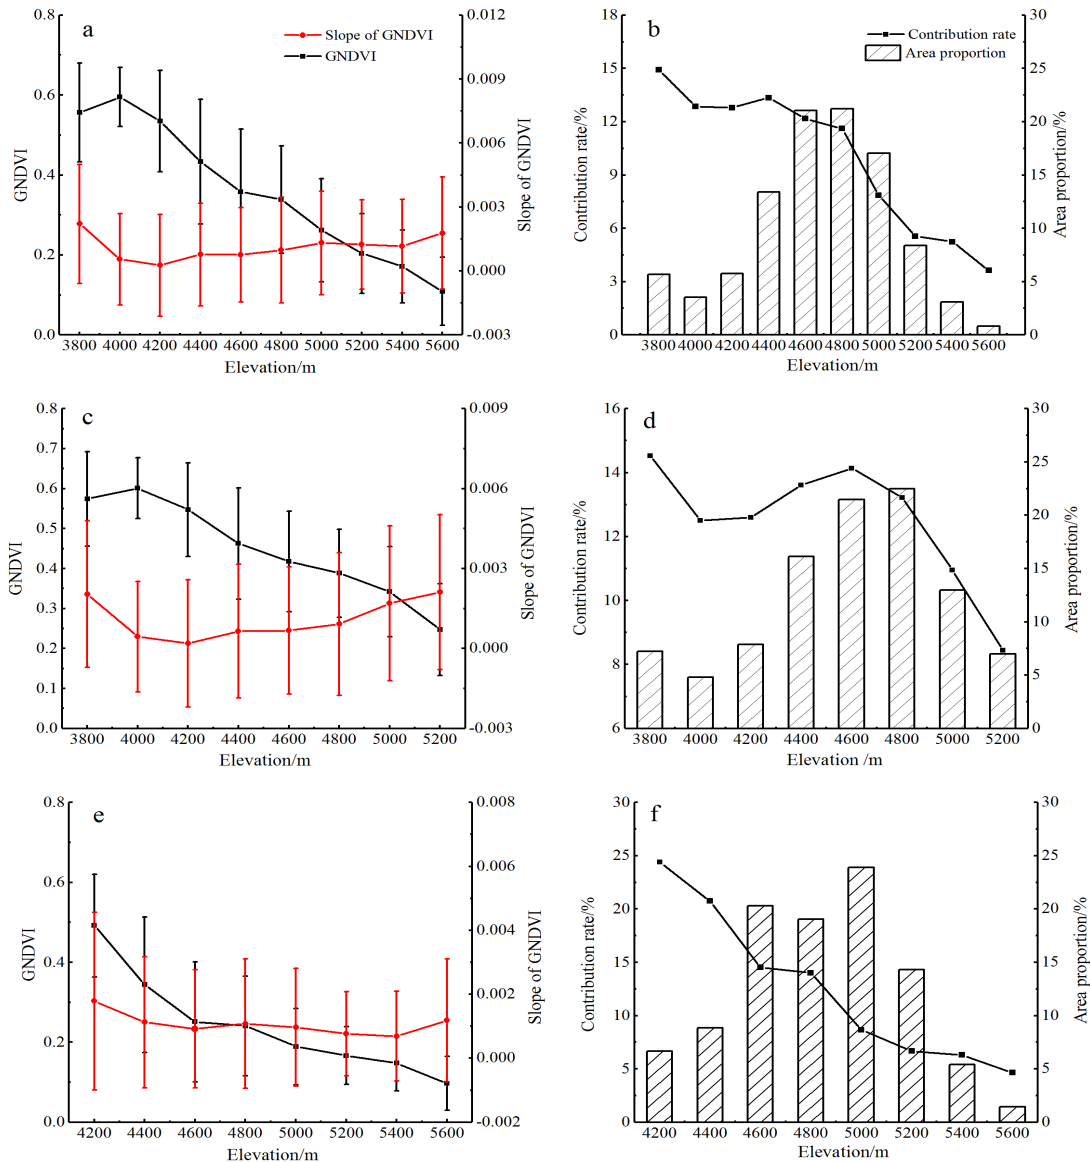 a
Slope of GNDVI
GNDVI
GNDVI
Slope of GNDVI
0.8
0.6
0.4
0.2
0.0
0.012
0.009
0.006
0.003
0.000
-0.003
3800 4000 4200 4400 4600 4800 5000 5200 5400 5600
Elevation/m
b
Contribution rate
Area proportion
Contribution rate/%
Area proportion/%
18
15
12
9
6
3
0
30
25
20
15
10
5
0
3800 4000 4200 4400 4600 4800 5000 5200 5400 5600
Elevation/m
c
GNDVI
Slope of GNDVI
0.8
0.7
0.6
0.5
0.4
0.3
0.2
0.1
0.0
0.009
0.006
0.003
0.000
-0.003
3800 4000 4200 4400 4600 4800 5000 5200
Elevation/m
d
Contribution rate/%
Area proportion/%
16
14
12
10
8
6
30
25
20
15
10
5
0
3800 4000 4200 4400 4600 4800 5000 5200
Elevation /m
e
GNDVI
Slope of GNDVI
0.8
0.6
0.4
0.2
0.0
0.008
0.006
0.004
0.002
0.000
-0.002
4200 4400 4600 4800 5000 5200 5400 5600
Elevation/m
f
Contribution rate/%
Area proportion/%
30
25
20
15
10
5
0
30
25
20
15
10
5
0
4200 4400 4600 4800 5000 5200 5400 5600
Elevation/m